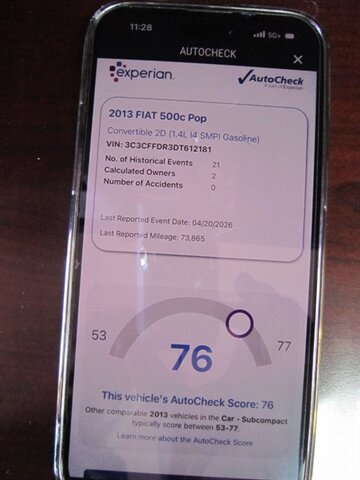 11:28
5G+
AUTOCHECK
experian.
AutoCheck
A part of Experian
2013 FIAT 500c Pop
Convertible 2D (1.4L I4 SMPI Gasoline)
VIN: 3C3CFFDR3DT612181
No. of Historical Events 21
Calculated Owners 2
Number of Accidents 0
Last Reported Event Date: 04/20/2026
Last Reported Mileage: 73,865
53
76
77
This vehicle's AutoCheck Score: 76
Other comparable 2013 vehicles in the Car - Subcompact
typically score between 53-77.
Learn more about the AutoCheck Score